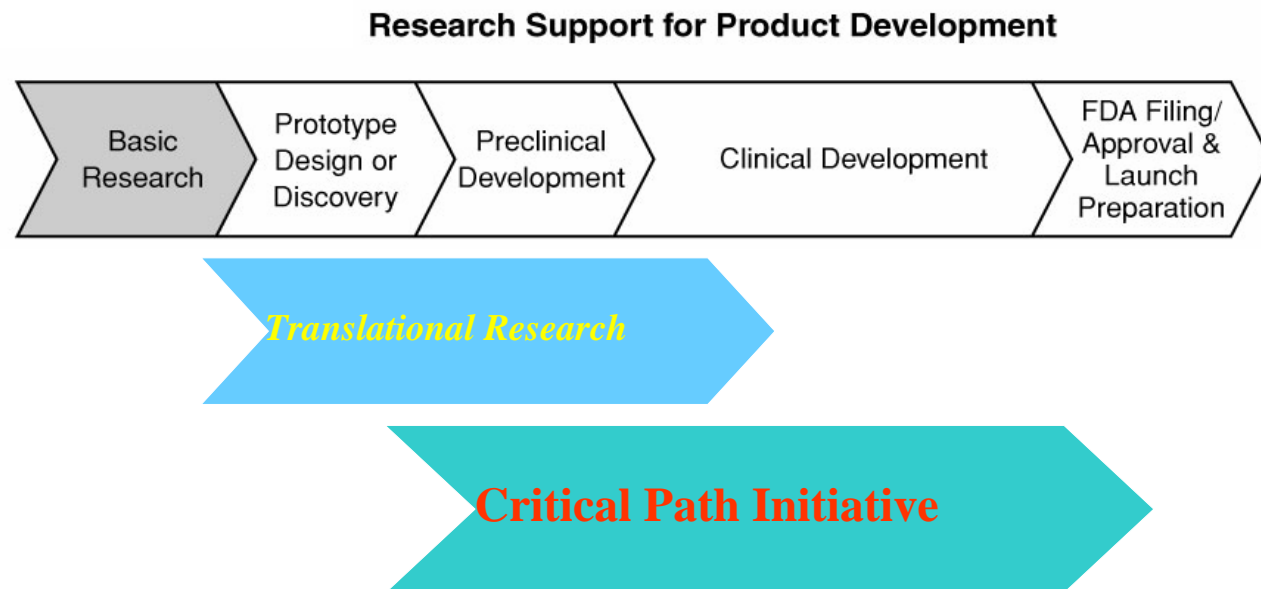 Research Support for Product Development
Basic
Research
Prototype
Design or
Discovery
Preclinical
Development
Clinical Development
FDA Filing/
Approval &
Launch
Preparation
Translational Research
Critical Path Initiative